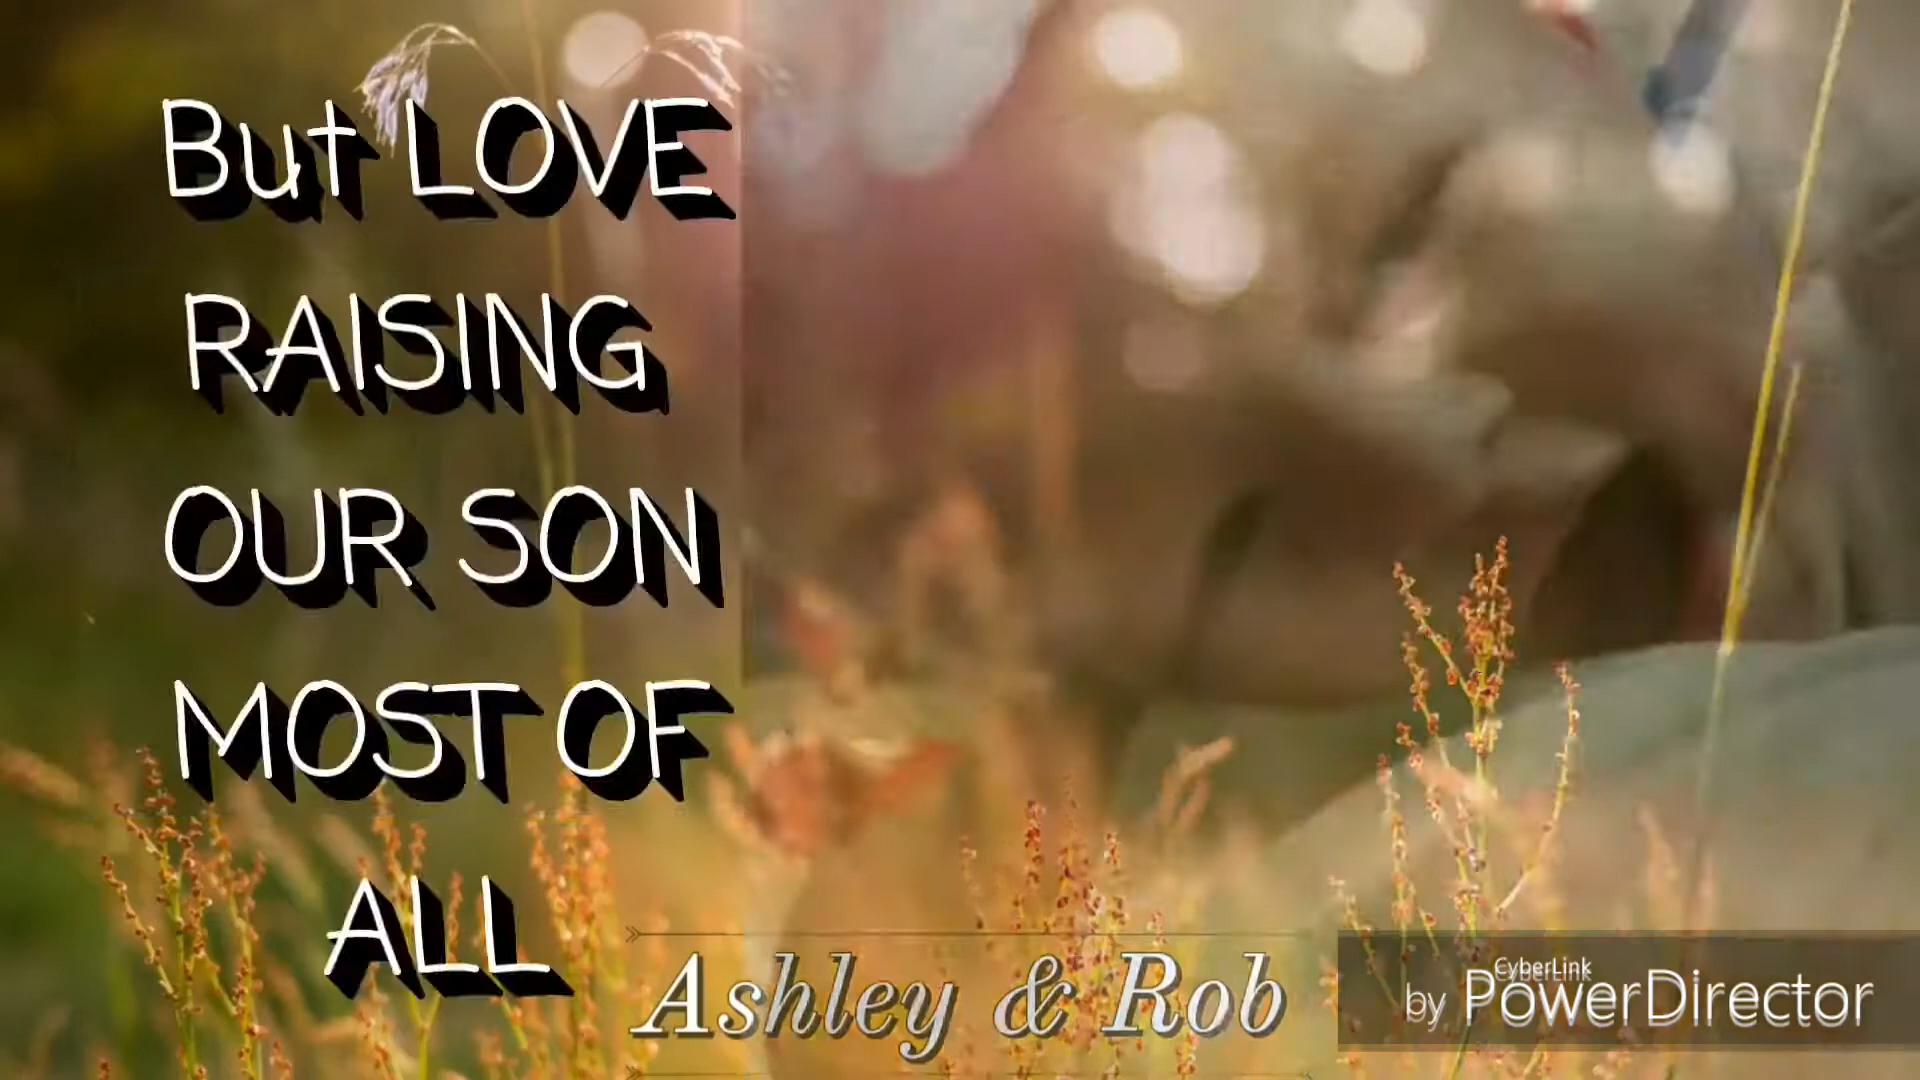 But LOVE
RAISING
OUR SON
MOST OF
ALL
Ashley & Rob
CyberLink
by PowerDirector